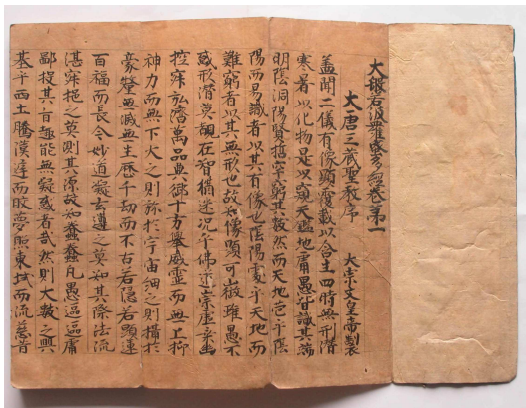 大般若波羅蜜多經卷第一
大唐三藏聖教序 太宗文皇帝製
蓋聞二儀有像顯覆載以含生四時無刑潛
寒暑以化物是以窺天鑑地庸愚皆識其端
明陰洞陽賢哲罕窮其數然而天地苞乎陰
陽而易識者以其有像也陰陽處乎天地而
難窮者以其無形也故知像顯可徵雖愚不
惑形潛莫覩在智猶迷況乎佛道崇虛乘幽
控寂弘濟萬品典御十方舉威靈而無上抑
神力而無下大之則弥於宇宙細之則攝於
豪釐無滅無生歷千劫而不古若隱若顯運
百福而長今妙道凝玄遵之莫知其際法流
湛寂挹之莫則其源故知蠢蠢凡愚區區庸
鄙投其旨趣能無疑惑者哉然則大教之興
基乎西土騰漢庭而皎夢照東域而流慈昔